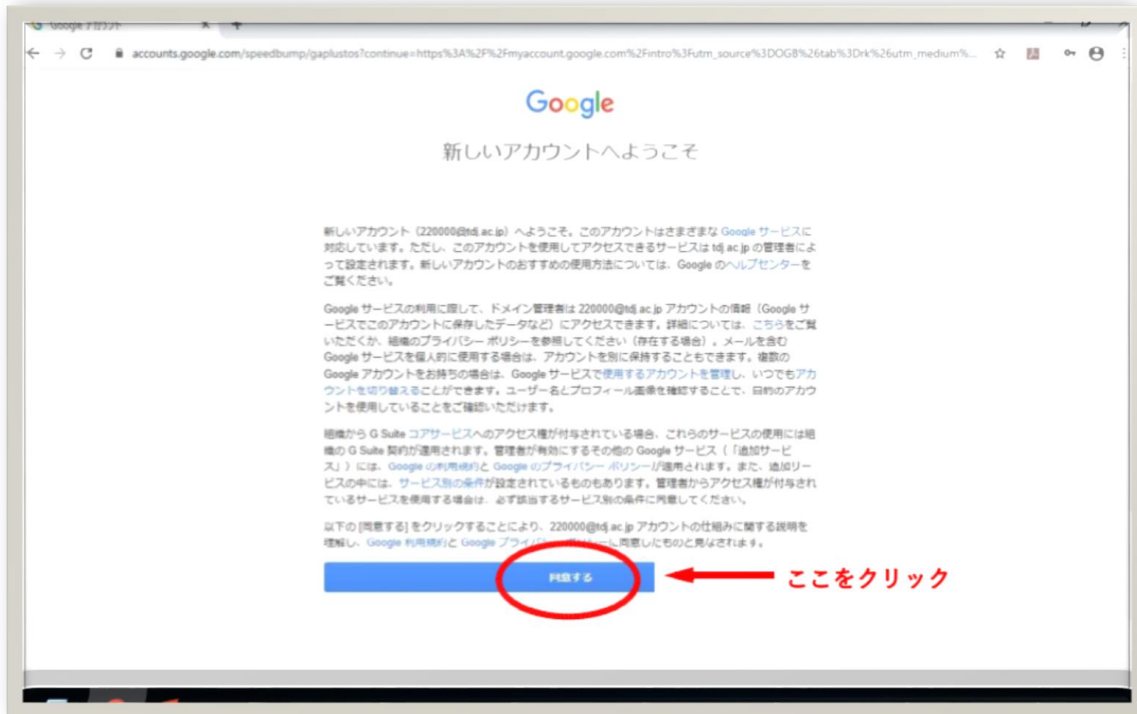 Google アカウント
accounts.google.com/speedbump/gaplustos?continue=https%3A%2F%2Fmyaccount.google.com%2Fintro%3Futm_source%3DOGB%26tab%3Drk%26utm_medium%...
Google
新しいアカウントへようこそ
新しいアカウント（220000@tdj.ac.jp）へようこそ。このアカウントはさまざまな Google サービスに
対応しています。ただし、このアカウントを使用してアクセスできるサービスは tdj.ac.jp の管理者によ
って設定されます。新しいアカウントのおすすめの使用方法については、Google のヘルプセンターを
ご覧ください。
Google サービスの利用に際して、ドメイン管理者は 220000@tdj.ac.jp アカウントの情報（Google サ
ービスでこのアカウントに保存したデータなど）にアクセスできます。詳細については、こちらをご覧
いただくか、組織のプライバシー ポリシーを参照してください（存在する場合）。メールを含む
Google サービスを個人的に使用する場合は、アカウントを別に保持することもできます。複数の
Google アカウントをお持ちの場合は、Google サービスで使用するアカウントを管理し、いつでもアカ
ウントを切り替えることができます。ユーザー名とプロフィール画像を確認することで、目的のアカウ
ントを使用していることをご確認いただけます。
組織から G Suite コアサービスへのアクセス権が付与されている場合、これらのサービスの使用には組
織の G Suite 契約が適用されます。管理者が有効にするその他の Google サービス（「追加サービ
ス」）には、Google の利用規約と Google のプライバシー ポリシーが適用されます。また、追加サー
ビスの中には、サービス別の条件が設定されているものもあります。管理者からアクセス権が付与され
ているサービスを使用する場合は、必ず該当するサービス別の条件に同意してください。
以下の [同意する] をクリックすることにより、220000@tdj.ac.jp アカウントの仕組みに関する説明を
理解し、Google 利用規約と Google プライバシー ポリシーに同意したものと見なされます。
同意する
ここをクリック